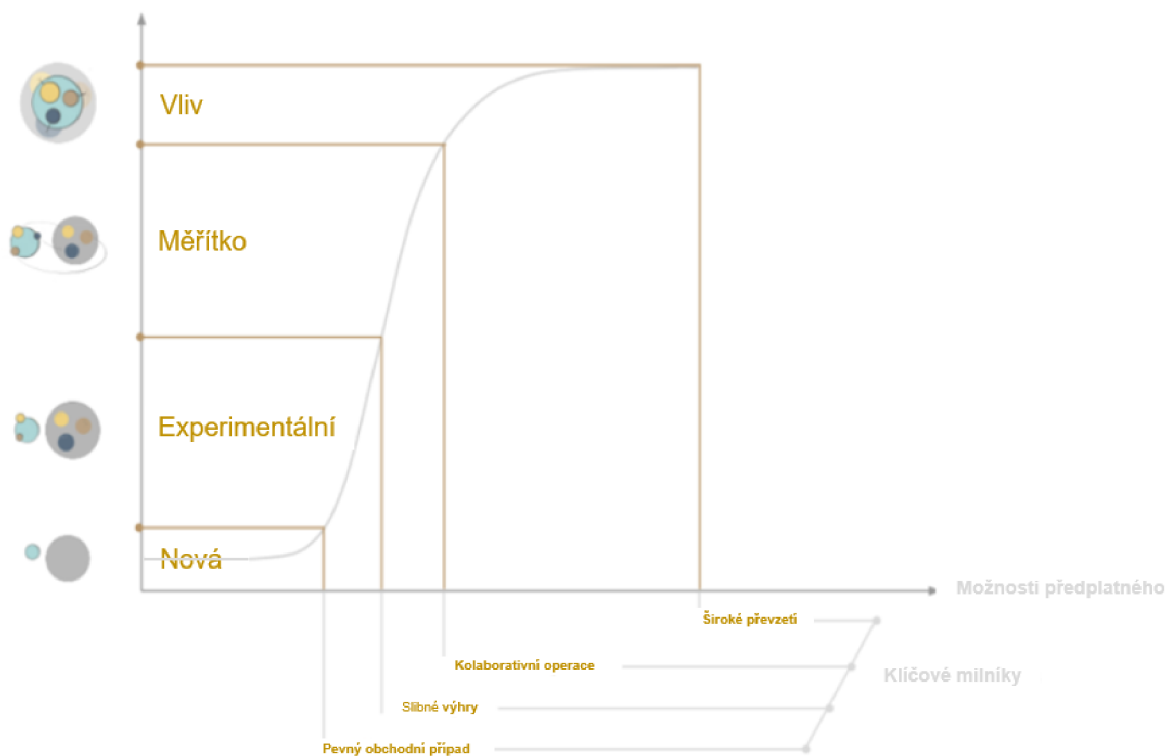 Vliv
Měřítko
Experimentální
Nová
Možnosti předplatného
Široké převzetí
Kolaborativní operace
Klíčové milníky
Slibné výhry
Pevný obchodní případ